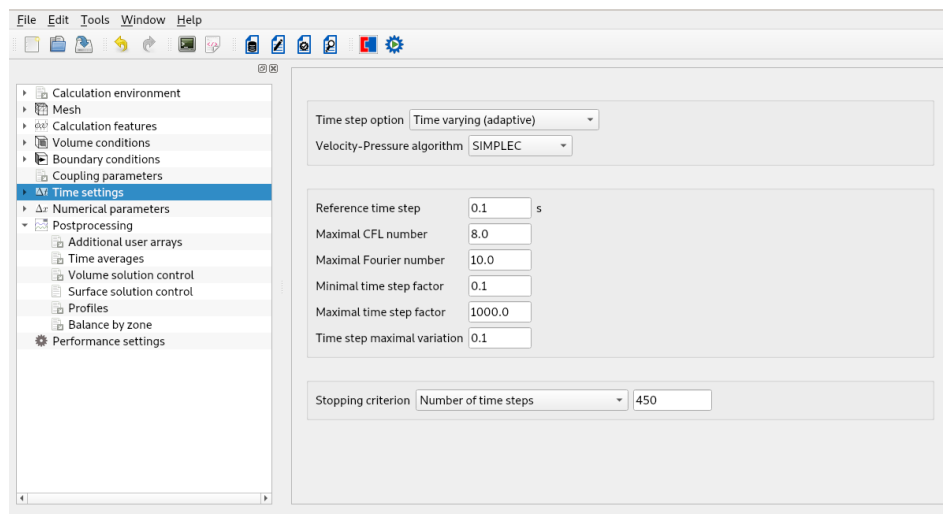 File Edit Tools Window Help
Calculation environment
Mesh
Calculation features
Volume conditions
Boundary conditions
Coupling parameters
Time settings
Numerical parameters
Postprocessing
Additional user arrays
Time averages
Volume solution control
Surface solution control
Profiles
Balance by zone
Performance settings
Time step option Time varying (adaptive)
Velocity-Pressure algorithm SIMPLEC
Reference time step 0.1 s
Maximal CFL number 8.0
Maximal Fourier number 10.0
Minimal time step factor 0.1
Maximal time step factor 1000.0
Time step maximal variation 0.1
Stopping criterion Number of time steps 450